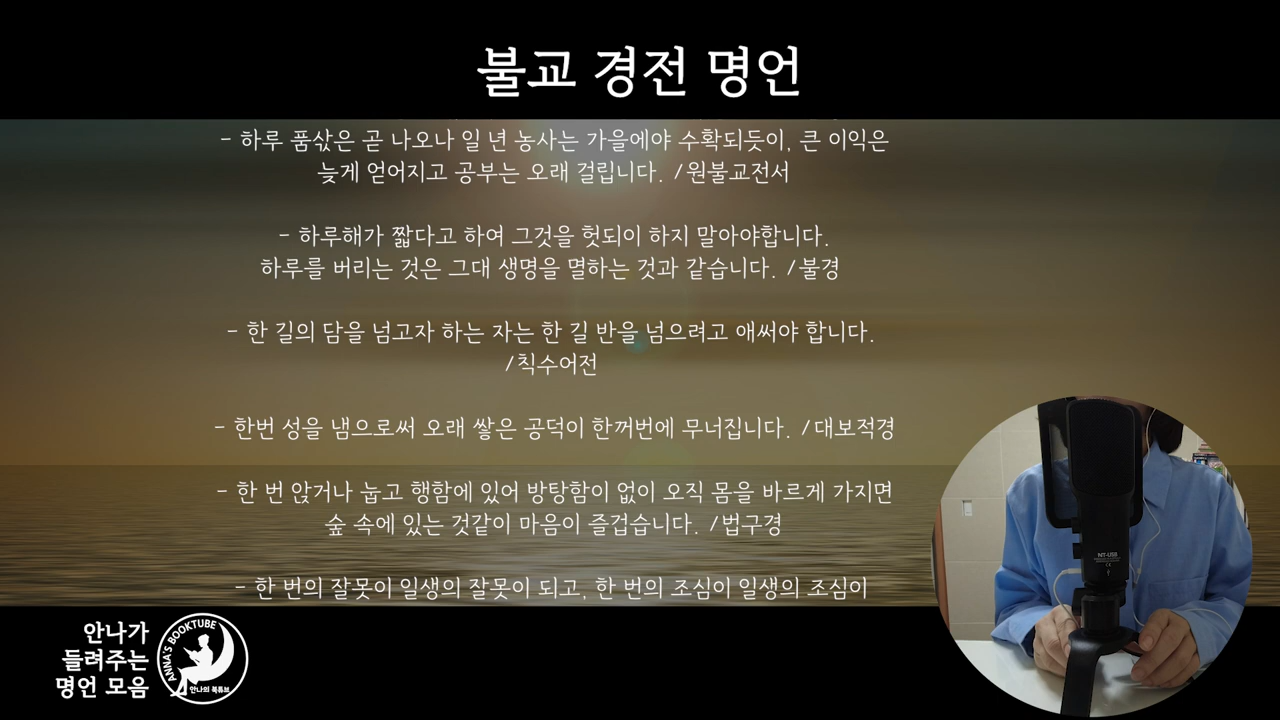 불교 경전 명언
- 하루 품삯은 곧 나오나 일 년 농사는 가을에야 수확되듯이, 큰 이익은
늦게 얻어지고 공부는 오래 걸립니다. /원불교전서
- 하루해가 짧다고 하여 그것을 헛되이 하지 말아야합니다.
하루를 버리는 것은 그대 생명을 멸하는 것과 같습니다. /불경
- 한 길의 담을 넘고자 하는 자는 한 길 반을 넘으려고 애써야 합니다.
/칙수어전
- 한번 성을 냄으로써 오래 쌓은 공덕이 한꺼번에 무너집니다. /대보적경
- 한 번 앉거나 눕고 행함에 있어 방탕함이 없이 오직 몸을 바르게 가지면
숲 속에 있는 것같이 마음이 즐겁습니다. /법구경
- 한 번의 잘못이 일생의 잘못이 되고, 한 번의 조심이 일생의 조심이
NT-USB
안나가
들려주는
명언 모음
ANNA'S BOOKTUBE
안나의 북튜브